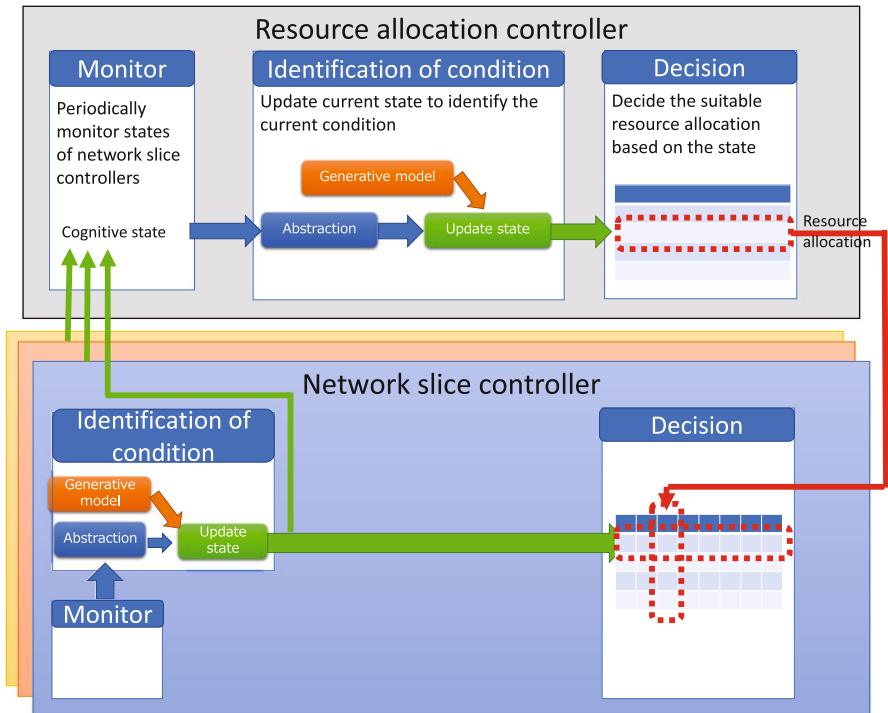 Resource allocation controller
Monitor
Periodically
monitor states
of network slice
controllers
Cognitive state
Identification of condition
Update current state to identify the
current condition
Generative model
Abstraction
Update state
Decision
Decide the suitable
resource allocation
based on the state
Resource
allocation
Network slice controller
Identification of
condition
Generative
model
Abstraction
Update
state
Monitor
Decision